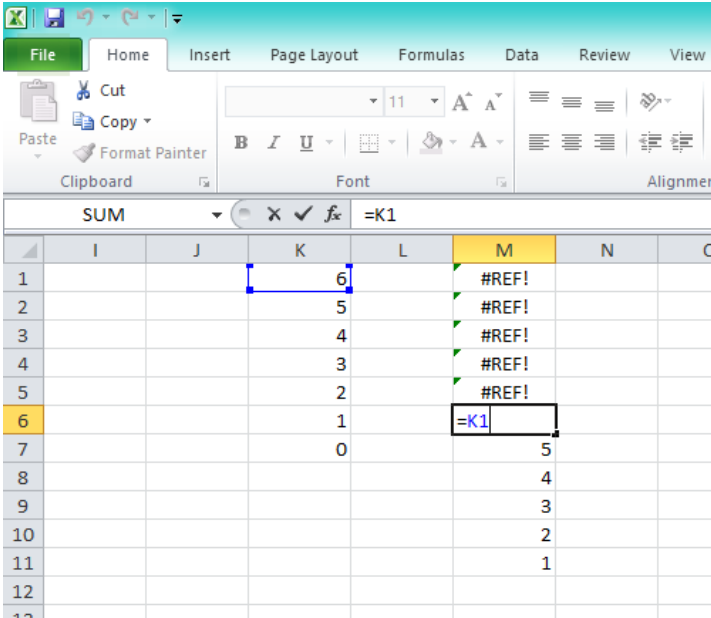 File Home Insert Page Layout Formulas Data Review View
Cut
Copy
Paste
Format Painter
11 A A
B I U A
Clipboard Font Alignmer
SUM fx =K1
I J K L M N
1 6 #REF!
2 5 #REF!
3 4 #REF!
4 3 #REF!
5 2 #REF!
6 1 =K1
7 0 5
8 4
9 3
10 2
11 1
12